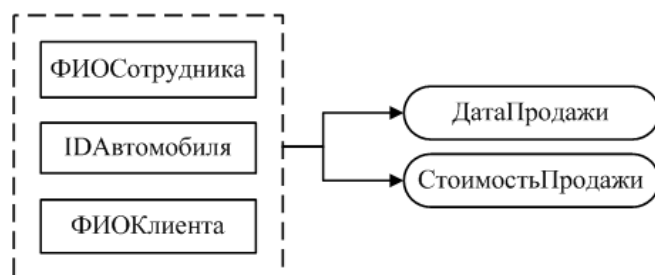 ФИОСотрудника
IDАвтомобиля
ФИОКлиента
ДатаПродажи
СтоимостьПродажи